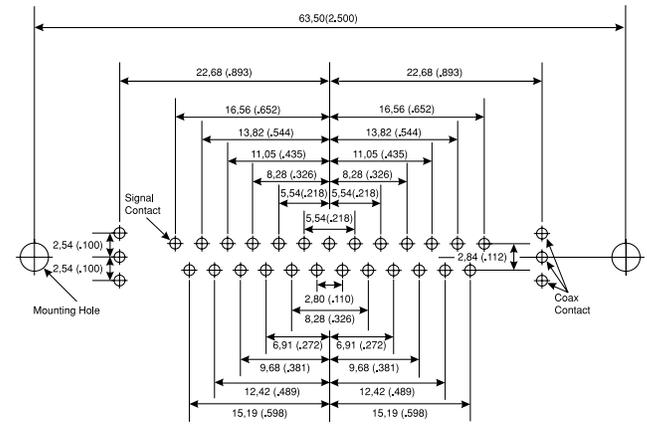 63,50(2.500)
22,68 (.893) 22,68 (.893)
16,56 (.652) 16,56 (.652)
13,82 (.544) 13,82 (.544)
11,05 (.435) 11,05 (.435)
8,28 (.326) 8,28 (.326)
5,54(.218) 5,54(.218)
Signal
Contact
5,54(.218)
2,54 (.100)
2,84 (.112)
2,54 (.100)
Mounting Hole
2,80 (.110)
Coax
Contact
8,28 (.326)
6,91 (.272) 6,91 (.272)
9,68 (.381) 9,68 (.381)
12,42 (.489) 12,42 (.489)
15,19 (.598) 15,19 (.598)